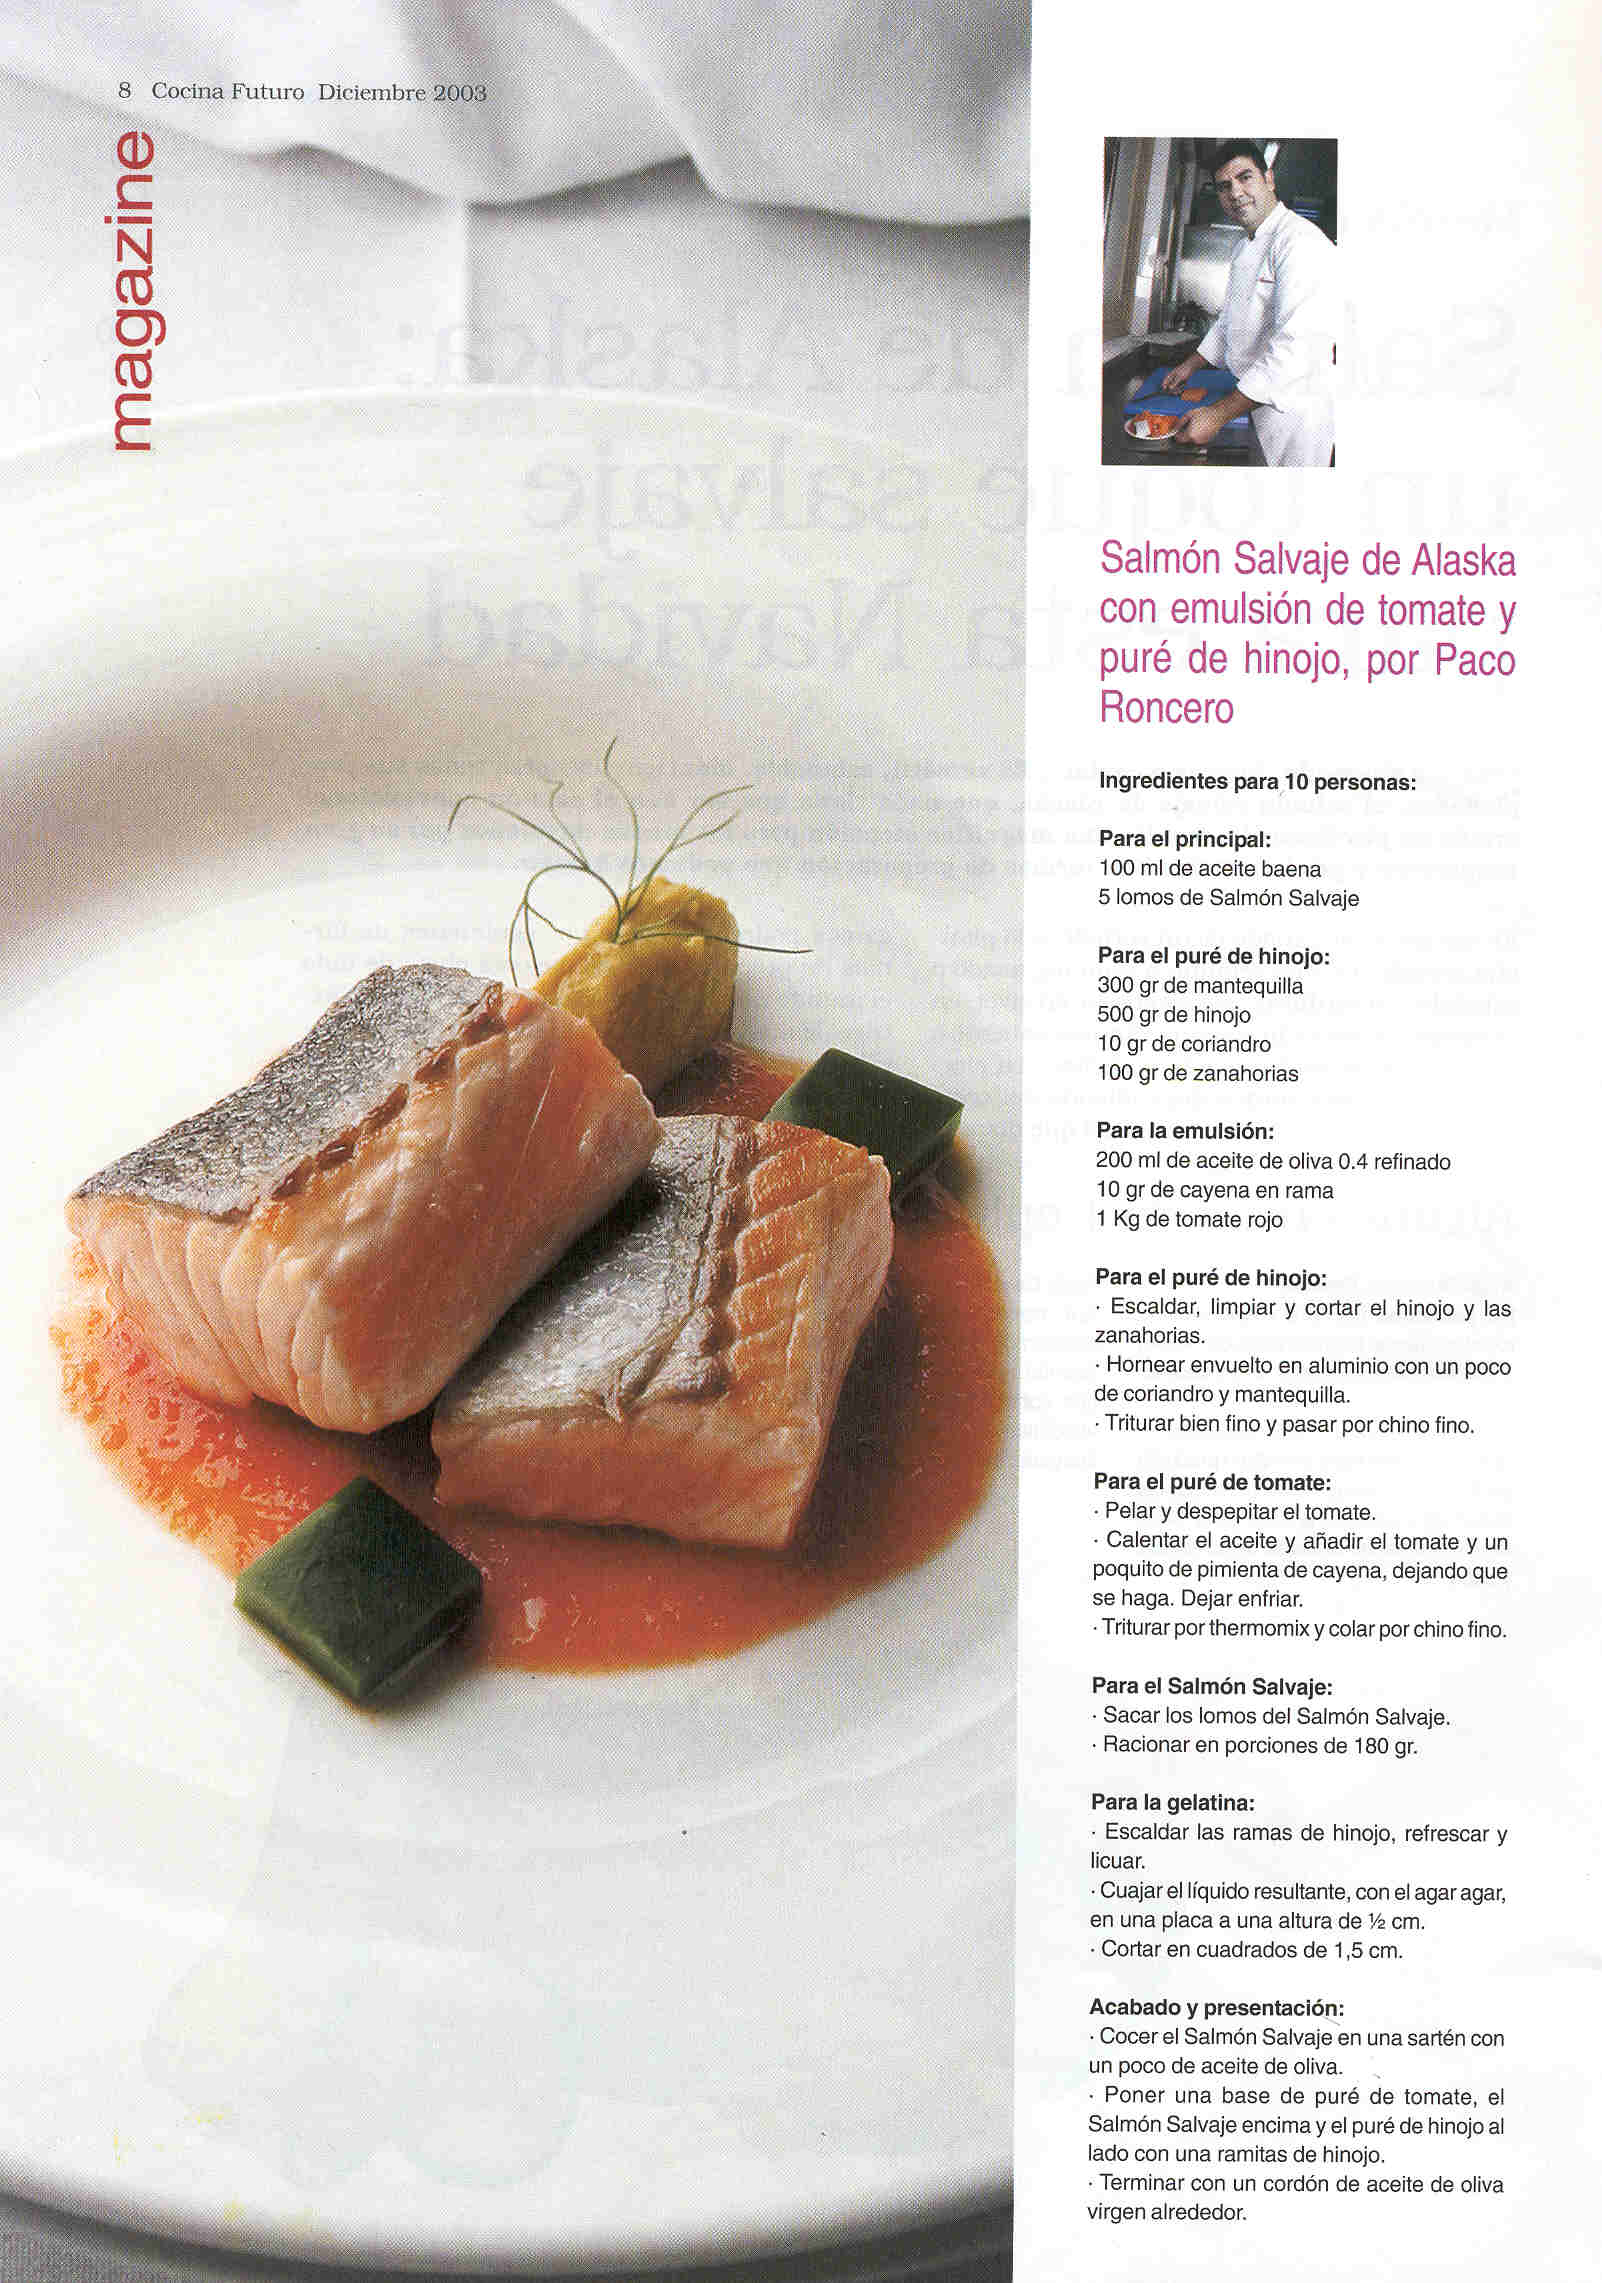 8 Cocina Futuro Diciembre 2003
magazine
Salmón Salvaje de Alaska
con emulsión de tomate y
puré de hinojo, por Paco
Roncero
Ingredientes para 10 personas:
Para el principal:
100 ml de aceite baena
5 lomos de Salmón Salvaje
Para el puré de hinojo:
300 gr de mantequilla
500 gr de hinojo
10 gr de coriandro
100 gr de zanahorias
Para la emulsión:
200 ml de aceite de oliva 0.4 refinado
10 gr de cayena en rama
1 Kg de tomate rojo
Para el puré de hinojo:
· Escaldar, limpiar y cortar el hinojo y las
zanahorias.
· Hornear envuelto en aluminio con un poco
de coriandro y mantequilla.
· Triturar bien fino y pasar por chino fino.
Para el puré de tomate:
· Pelar y despepitar el tomate.
· Calentar el aceite y añadir el tomate y un
poquito de pimienta de cayena, dejando que
se haga. Dejar enfriar.
· Triturar por thermomix y colar por chino fino.
Para el Salmón Salvaje:
· Sacar los lomos del Salmón Salvaje.
· Racionar en porciones de 180 gr.
Para la gelatina:
· Escaldar las ramas de hinojo, refrescar y
licuar.
· Cuajar el líquido resultante, con el agar agar,
en una placa a una altura de ½ cm.
· Cortar en cuadrados de 1,5 cm.
Acabado y presentación:
· Cocer el Salmón Salvaje en una sartén con
un poco de aceite de oliva.
· Poner una base de puré de tomate, el
Salmón Salvaje encima y el puré de hinojo al
lado con una ramitas de hinojo.
· Terminar con un cordón de aceite de oliva
virgen alrededor.